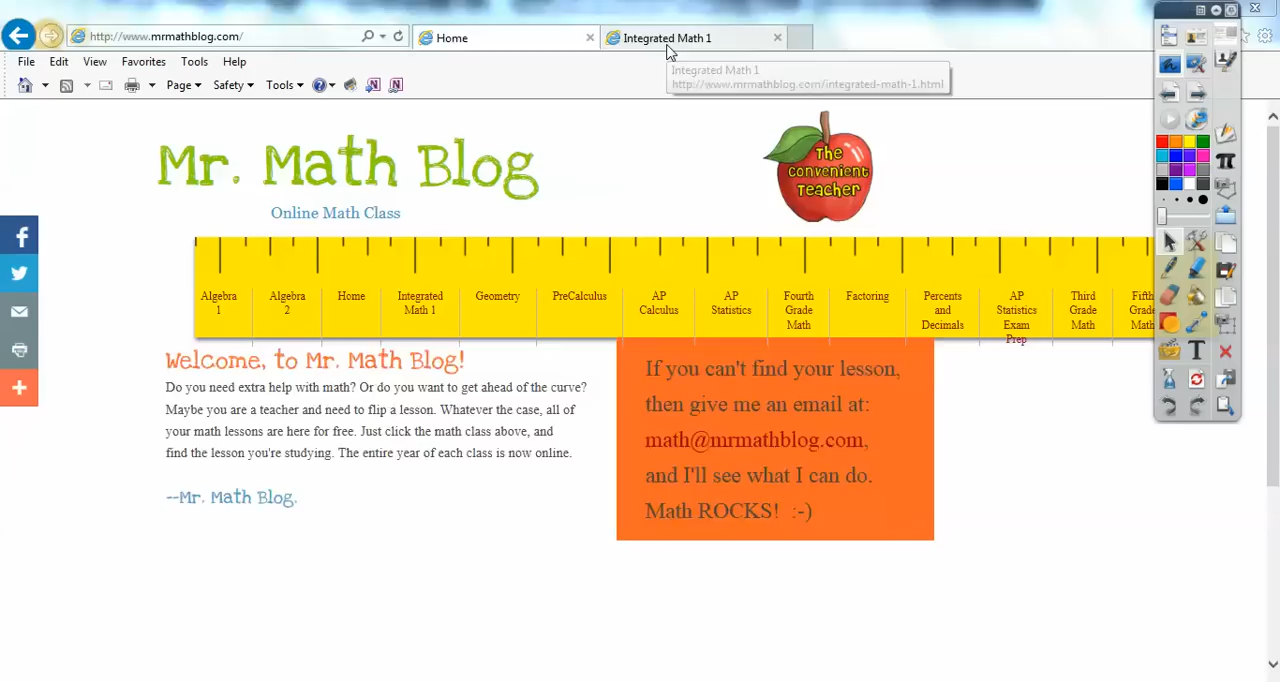 http://www.mrmathblog.com/
Home
Integrated Math 1
File Edit View Favorites Tools Help
Integrated Math 1
http://www.mrmathblog.com/integrated-math-1.html
Page Safety Tools
Mr. Math Blog
Online Math Class
The
Convenient
Teacher
Algebra 1
Algebra 2
Home
Integrated Math 1
Geometry
PreCalculus
AP Calculus
AP Statistics
Fourth Grade Math
Factoring
Percents and Decimals
AP Statistics Exam Prep
Third Grade Math
Welcome, to Mr. Math Blog!
Do you need extra help with math? Or do you want to get ahead of the curve?
Maybe you are a teacher and need to flip a lesson. Whatever the case, all of
your math lessons are here for free. Just click the math class above, and
find the lesson you're studying. The entire year of each class is now online.
--Mr. Math Blog.
If you can't find your lesson,
then give me an email at:
math@mrmathblog.com,
and I'll see what I can do.
Math ROCKS! :-)